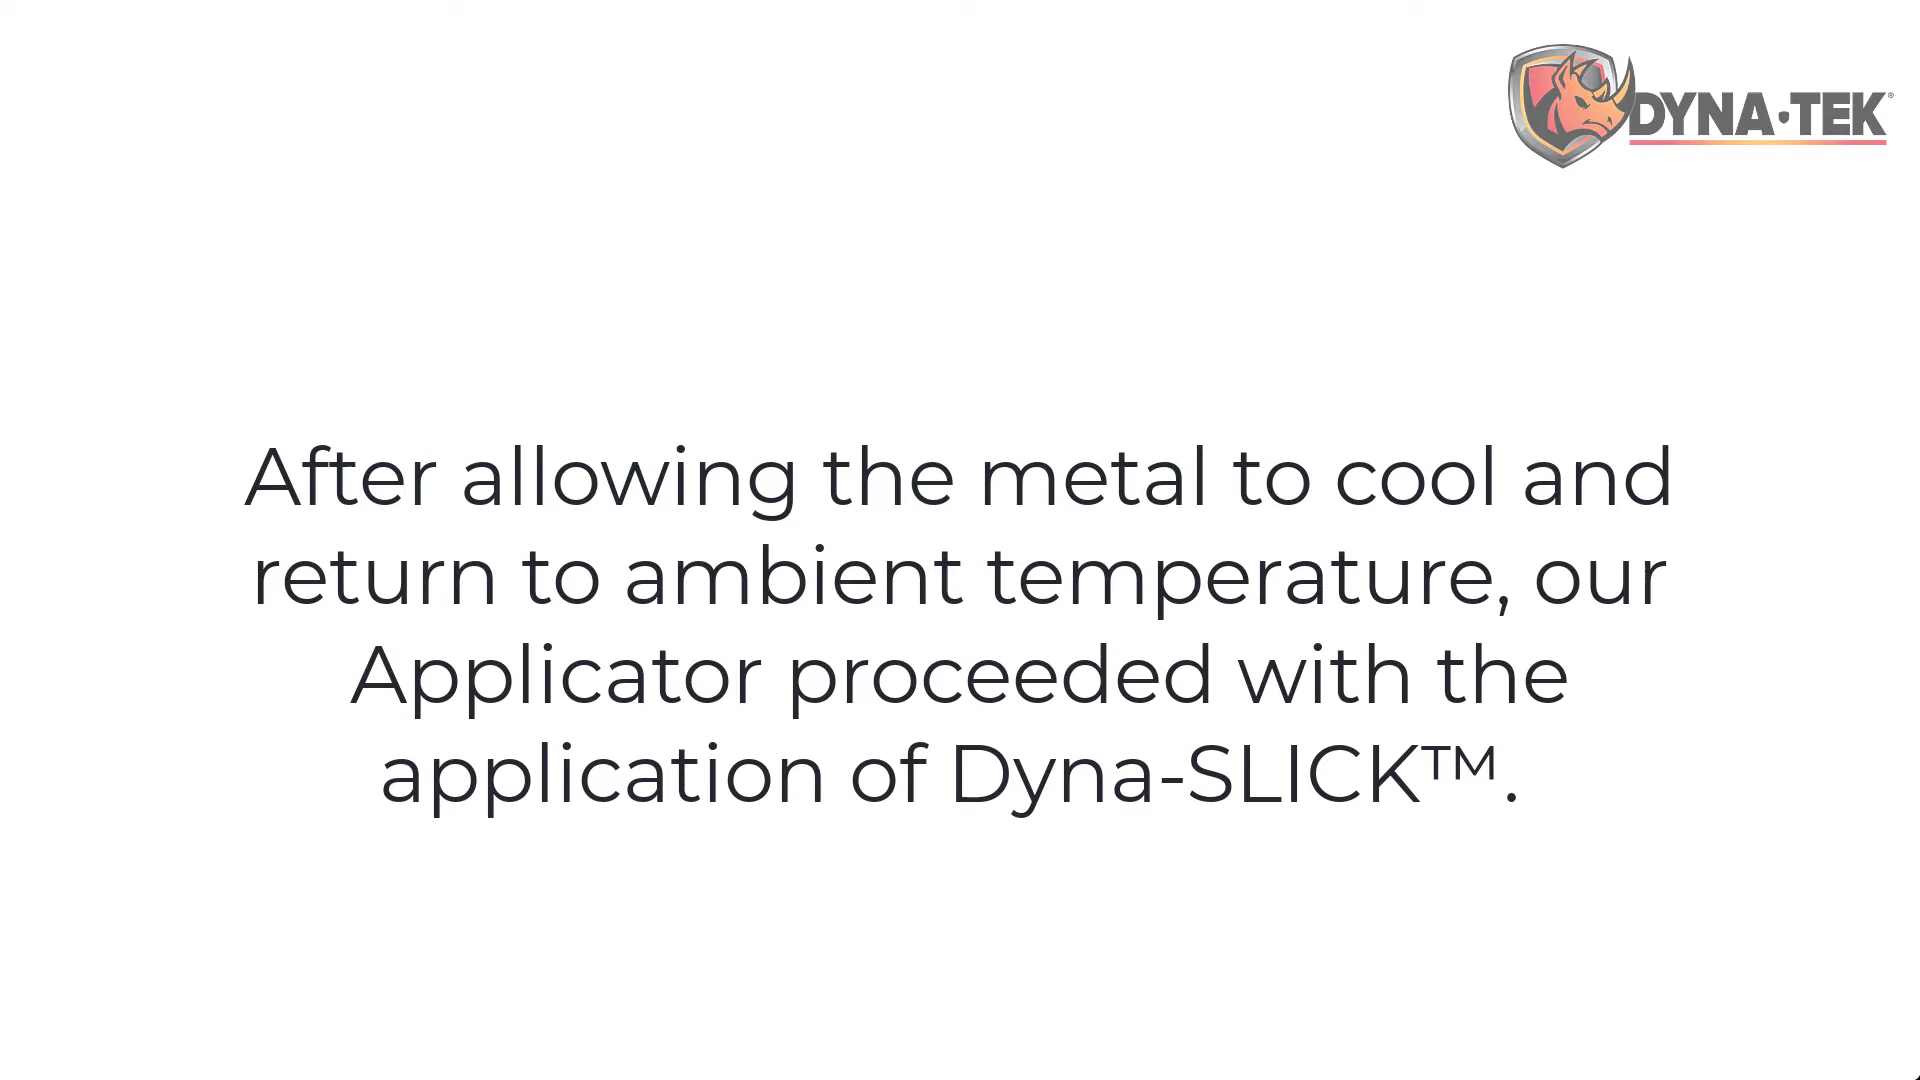 DYNA·TEK®
After allowing the metal to cool and
return to ambient temperature, our
Applicator proceeded with the
application of Dyna-SLICK™.